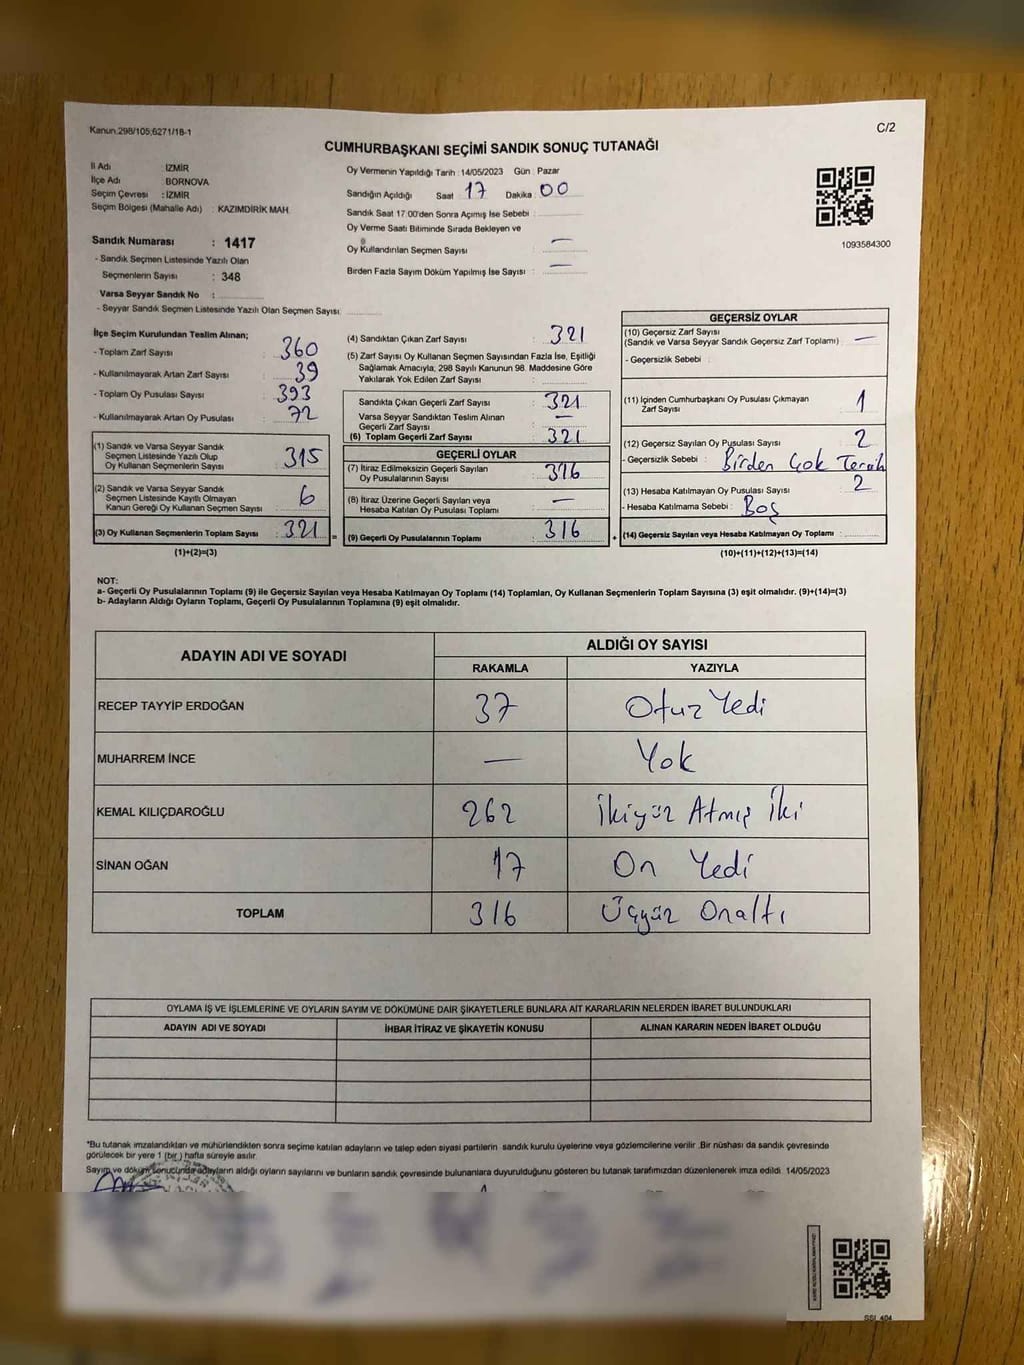 Kanun.298/105;6271/18-1
C/2
CUMHURBAŞKANI SEÇİMİ SANDIK SONUÇ TUTANAĞI
İl Adı : İZMİR
İlçe Adı : BORNOVA
Seçim Çevresi : İZMİR
Seçim Bölgesi (Mahalle Adı) : KAZIMDİRİK MAH.
Sandık Numarası : 1417
- Sandık Seçmen Listesinde Yazılı Olan
Seçmenlerin Sayısı : 348
Varsa Seyyar Sandık No :
- Seyyar Sandık Seçmen Listesinde Yazılı Olan Seçmen Sayısı:
Oy Vermenin Yapıldığı Tarih :14/05/2023 Gün : Pazar
Sandığın Açıldığı Saat : 17 Dakika : 00
Sandık Saat 17:00'den Sonra Açımış İse Sebebi :
Oy Verme Saati Bitiminde Sırada Bekleyen ve
Oy Kullandırılan Seçmen Sayısı : —
Birden Fazla Sayım Döküm Yapılmış İse Sayısı : —
1093584300
İlçe Seçim Kurulundan Teslim Alınan;
- Toplam Zarf Sayısı : 360
- Kullanılmayarak Artan Zarf Sayısı : 39
- Toplam Oy Pusulası Sayısı : 393
- Kullanılmayarak Artan Oy Pusulası : 72
(1) Sandık ve Varsa Seyyar Sandık
Seçmen Listesinde Yazılı Olup
Oy Kullanan Seçmenlerin Sayısı : 315
(2) Sandık ve Varsa Seyyar Sandık
Seçmen Listesinde Kayıtlı Olmayan
Kanun Gereği Oy Kullanan Seçmen Sayısı : 6
(3) Oy Kullanan Seçmenlerin Toplam Sayısı : 321 =
(1)+(2)=(3)
(4) Sandıktan Çıkan Zarf Sayısı : 321
(5) Zarf Sayısı Oy Kullanan Seçmen Sayısından Fazla İse, Eşitliği
Sağlamak Amacıyla; 298 Sayılı Kanunun 98. Maddesine Göre
Yakılarak Yok Edilen Zarf Sayısı :
Sandıkta Çıkan Geçerli Zarf Sayısı : 321
Varsa Seyyar Sandıktan Teslim Alınan
Geçerli Zarf Sayısı : —
(6) Toplam Geçerli Zarf Sayısı : 321
GEÇERLİ OYLAR
(7) İtiraz Edilmeksizin Geçerli Sayılan
Oy Pusulalarının Sayısı : 316
(8) İtiraz Üzerine Geçerli Sayılan veya
Hesaba Katılan Oy Pusulası Toplamı : —
(9) Geçerli Oy Pusulalarının Toplamı : 316 +
GEÇERSİZ OYLAR
(10) Geçersiz Zarf Sayısı
(Sandık ve Varsa Seyyar Sandık Geçersiz Zarf Toplamı) : —
- Geçersizlik Sebebi :
(11) İçinden Cumhurbaşkanı Oy Pusulası Çıkmayan
Zarf Sayısı : 1
(12) Geçersiz Sayılan Oy Pusulası Sayısı : 2
- Geçersizlik Sebebi : Birden Çok Tercih
(13) Hesaba Katılmayan Oy Pusulası Sayısı : 2
- Hesaba Katılmama Sebebi : Boş
(14) Geçersiz Sayılan veya Hesaba Katılmayan Oy Toplamı :
(10)+(11)+(12)+(13)=(14)
NOT:
a- Geçerli Oy Pusulalarının Toplamı (9) ile Geçersiz Sayılan veya Hesaba Katılmayan Oy Toplamı (14) Toplamları, Oy Kullanan Seçmenlerin Toplam Sayısına (3) eşit olmalıdır. (9)+(14)=(3)
b- Adayların Aldığı Oyların Toplamı, Geçerli Oy Pusulalarının Toplamına (9) eşit olmalıdır.
ADAYIN ADI VE SOYADI ALDIĞI OY SAYISI
RAKAMLA YAZIYLA
RECEP TAYYİP ERDOĞAN 37 Otuz Yedi
MUHARREM İNCE — Yok
KEMAL KILIÇDAROĞLU 262 İkiyüz Atmış İki
SİNAN OĞAN 17 On Yedi
TOPLAM 316 Üçyüz Onaltı
OYLAMA İŞ VE İŞLEMLERİNE VE OYLARIN SAYIM VE DÖKÜMÜNE DAİR ŞİKAYETLERLE BUNLARA AİT KARARLARIN NELERDEN İBARET BULUNDUKLARI
ADAYIN ADI VE SOYADI İHBAR İTİRAZ VE ŞİKAYETİN KONUSU ALINAN KARARIN NEDEN İBARET OLDUĞU
*Bu tutanak imzalandıktan ve mühürlendikten sonra seçime katılan adayların ve talep eden siyasi partilerin sandık kurulu üyelerine veya gözlemcilerine verilir .Bir nüshası da sandık çevresinde
görülecek bir yere 1 (bir ) hafta süreyle asılır.
Sayım ve döküm sonucunda adayların aldığı oyların sayılarını ve bunların sandık çevresinde bulunanlara duyurulduğunu gösteren bu tutanak tarafımızdan düzenlenerek imza edildi. 14/05/2023